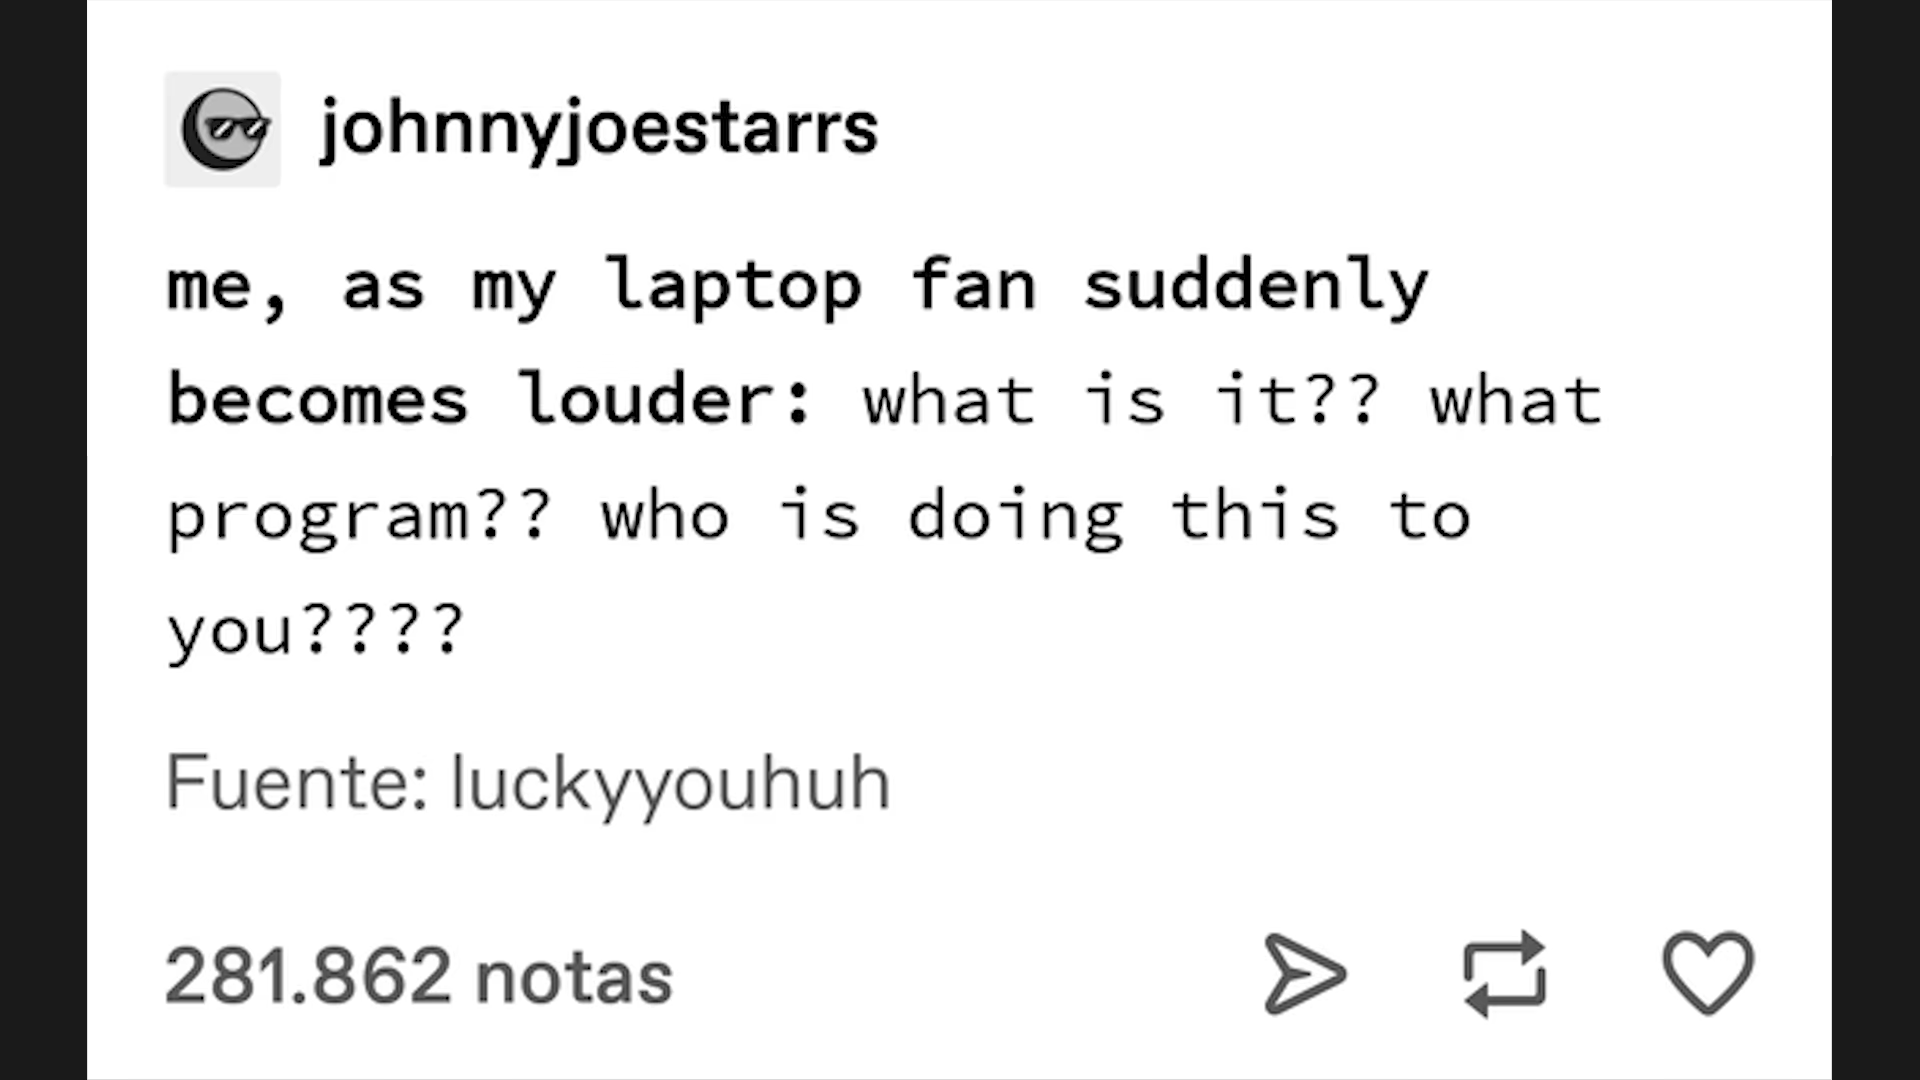 johnnyjoestarrs
me, as my laptop fan suddenly
becomes louder: what is it?? what
program?? who is doing this to
you????
Fuente: luckyyouhuh
281.862 notas